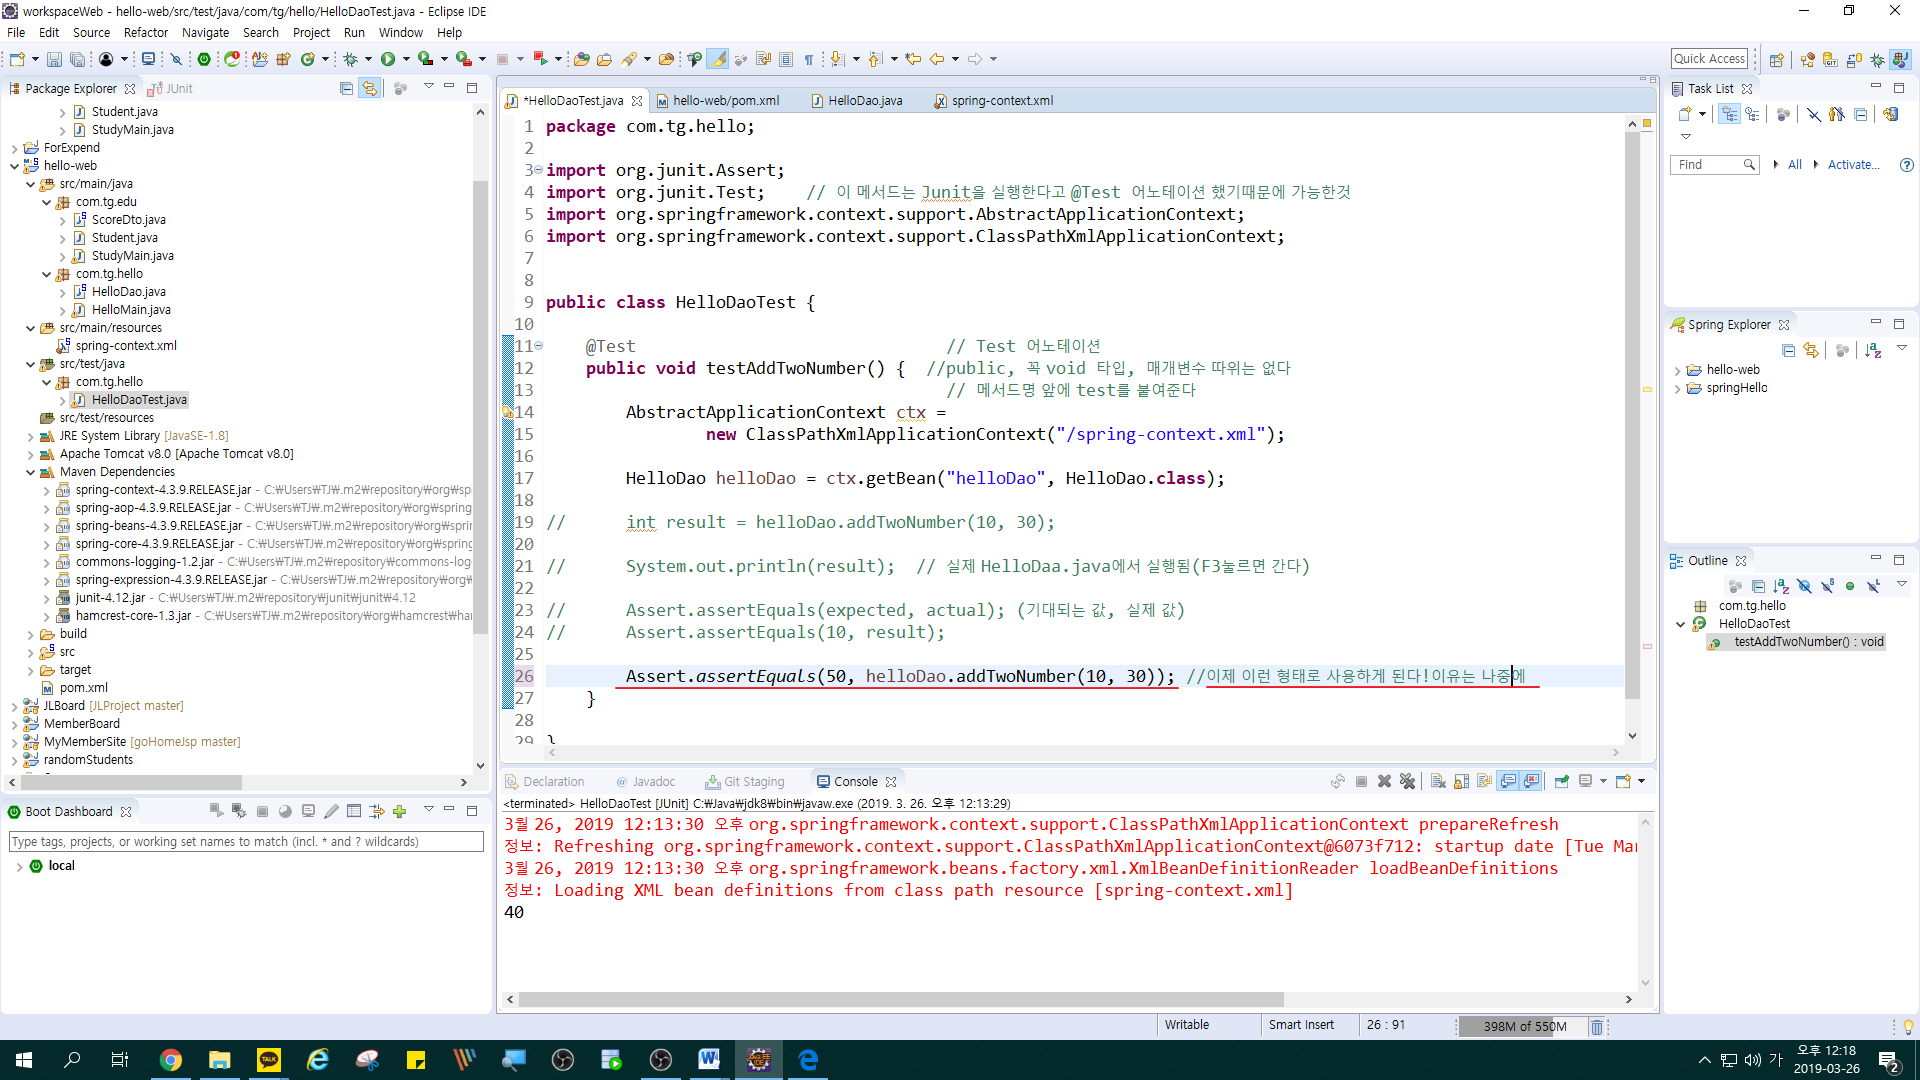 workspaceWeb - hello-web/src/test/java/com/tg/hello/HelloDaoTest.java - Eclipse IDE
File Edit Source Refactor Navigate Search Project Run Window Help
Quick Access
Package Explorer JUnit
Student.java
StudyMain.java
ForExpend
hello-web
src/main/java
com.tg.edu
ScoreDto.java
Student.java
StudyMain.java
com.tg.hello
HelloDao.java
HelloMain.java
src/main/resources
spring-context.xml
src/test/java
com.tg.hello
HelloDaoTest.java
src/test/resources
JRE System Library [JavaSE-1.8]
Apache Tomcat v8.0 [Apache Tomcat v8.0]
Maven Dependencies
spring-context-4.3.9.RELEASE.jar - C:₩Users₩TJ₩.m2₩repository₩org₩sp
spring-aop-4.3.9.RELEASE.jar - C:₩Users₩TJ₩.m2₩repository₩org₩spring
spring-beans-4.3.9.RELEASE.jar - C:₩Users₩TJ₩.m2₩repository₩org₩sprin
spring-core-4.3.9.RELEASE.jar - C:₩Users₩TJ₩.m2₩repository₩org₩spring
commons-logging-1.2.jar - C:₩Users₩TJ₩.m2₩repository₩commons-log
spring-expression-4.3.9.RELEASE.jar - C:₩Users₩TJ₩.m2₩repository₩org₩
junit-4.12.jar - C:₩Users₩TJ₩.m2₩repository₩junit₩junit₩4.12
hamcrest-core-1.3.jar - C:₩Users₩TJ₩.m2₩repository₩org₩hamcrest₩har
build
src
target
pom.xml
JLBoard [JLProject master]
MemberBoard
MyMemberSite [goHomeJsp master]
randomStudents
Boot Dashboard
Type tags, projects, or working set names to match (incl. * and ? wildcards)
local
*HelloDaoTest.java hello-web/pom.xml HelloDao.java spring-context.xml
1 package com.tg.hello;
2
3 import org.junit.Assert;
4 import org.junit.Test; // 이 메서드는 Junit을 실행한다고 @Test 어노테이션 했기때문에 가능한것
5 import org.springframework.context.support.AbstractApplicationContext;
6 import org.springframework.context.support.ClassPathXmlApplicationContext;
7
8
9 public class HelloDaoTest {
10
11 @Test // Test 어노테이션
12 public void testAddTwoNumber() { //public, 꼭 void 타입, 매개변수 따위는 없다
13 // 메서드명 앞에 test를 붙여준다
14 AbstractApplicationContext ctx =
15 new ClassPathXmlApplicationContext("/spring-context.xml");
16
17 HelloDao helloDao = ctx.getBean("helloDao", HelloDao.class);
18
19 // int result = helloDao.addTwoNumber(10, 30);
20
21 // System.out.println(result); // 실제 HelloDaa.java에서 실행됨(F3눌르면 간다)
22
23 // Assert.assertEquals(expected, actual); (기대되는 값, 실제 값)
24 // Assert.assertEquals(10, result);
25
26 Assert.assertEquals(50, helloDao.addTwoNumber(10, 30)); //이제 이런 형태로 사용하게 된다!이유는 나중에
27 }
28
29 }
Declaration @ Javadoc Git Staging Console
<terminated> HelloDaoTest [JUnit] C:₩Java₩jdk8₩bin₩javaw.exe (2019. 3. 26. 오후 12:13:29)
3월 26, 2019 12:13:30 오후 org.springframework.context.support.ClassPathXmlApplicationContext prepareRefresh
정보: Refreshing org.springframework.context.support.ClassPathXmlApplicationContext@6073f712: startup date [Tue Mar
3월 26, 2019 12:13:30 오후 org.springframework.beans.factory.xml.XmlBeanDefinitionReader loadBeanDefinitions
정보: Loading XML bean definitions from class path resource [spring-context.xml]
40
Task List
Find All Activate...
Spring Explorer
hello-web
springHello
Outline
com.tg.hello
HelloDaoTest
testAddTwoNumber() : void
Writable Smart Insert 26 : 91 398M of 550M
TALK
가 오후 12:18
2019-03-26
2